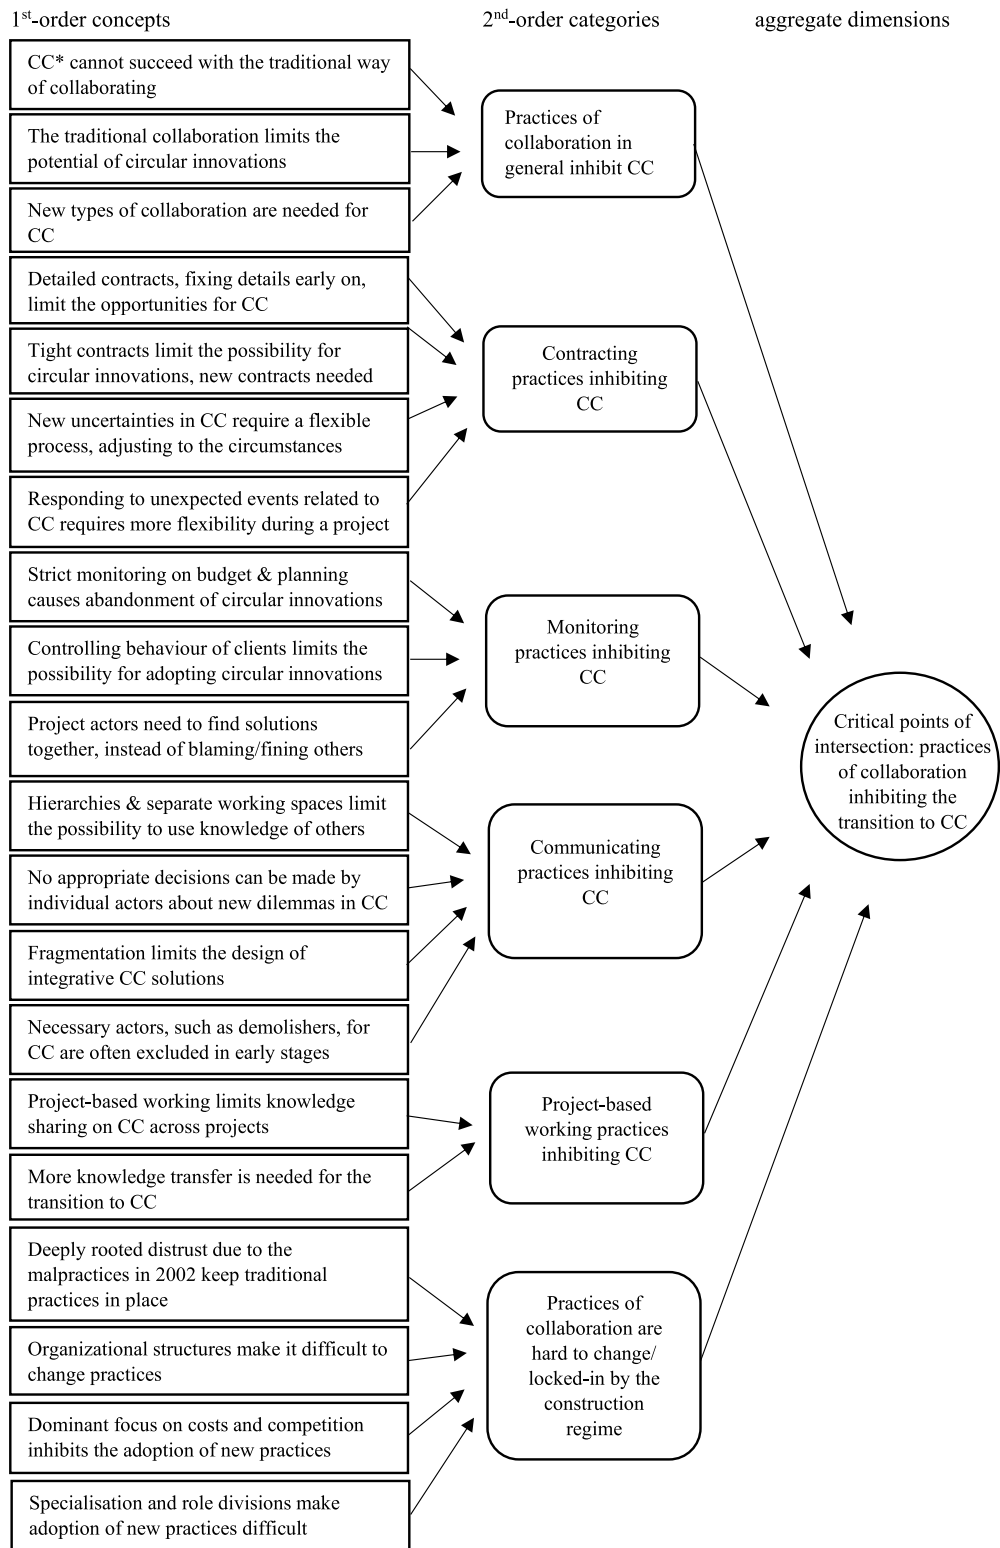 1st-order concepts
2nd-order categories
aggregate dimensions
CC* cannot succeed with the traditional way
of collaborating
The traditional collaboration limits the
potential of circular innovations
New types of collaboration are needed for
CC
Practices of
collaboration in
general inhibit CC
Detailed contracts, fixing details early on,
limit the opportunities for CC
Tight contracts limit the possibility for
circular innovations, new contracts needed
New uncertainties in CC require a flexible
process, adjusting to the circumstances
Responding to unexpected events related to
CC requires more flexibility during a project
Contracting
practices inhibiting
CC
Strict monitoring on budget & planning
causes abandonment of circular innovations
Controlling behaviour of clients limits the
possibility for adopting circular innovations
Project actors need to find solutions
together, instead of blaming/fining others
Monitoring
practices inhibiting
CC
Hierarchies & separate working spaces limit
the possibility to use knowledge of others
No appropriate decisions can be made by
individual actors about new dilemmas in CC
Fragmentation limits the design of
integrative CC solutions
Necessary actors, such as demolishers, for
CC are often excluded in early stages
Communicating
practices inhibiting
CC
Project-based working limits knowledge
sharing on CC across projects
More knowledge transfer is needed for the
transition to CC
Project-based
working practices
inhibiting CC
Deeply rooted distrust due to the
malpractices in 2002 keep traditional
practices in place
Organizational structures make it difficult to
change practices
Dominant focus on costs and competition
inhibits the adoption of new practices
Specialisation and role divisions make
adoption of new practices difficult
Practices of
collaboration are
hard to change/
locked-in by the
construction
regime
Critical points of
intersection: practices
of collaboration
inhibiting the
transition to CC